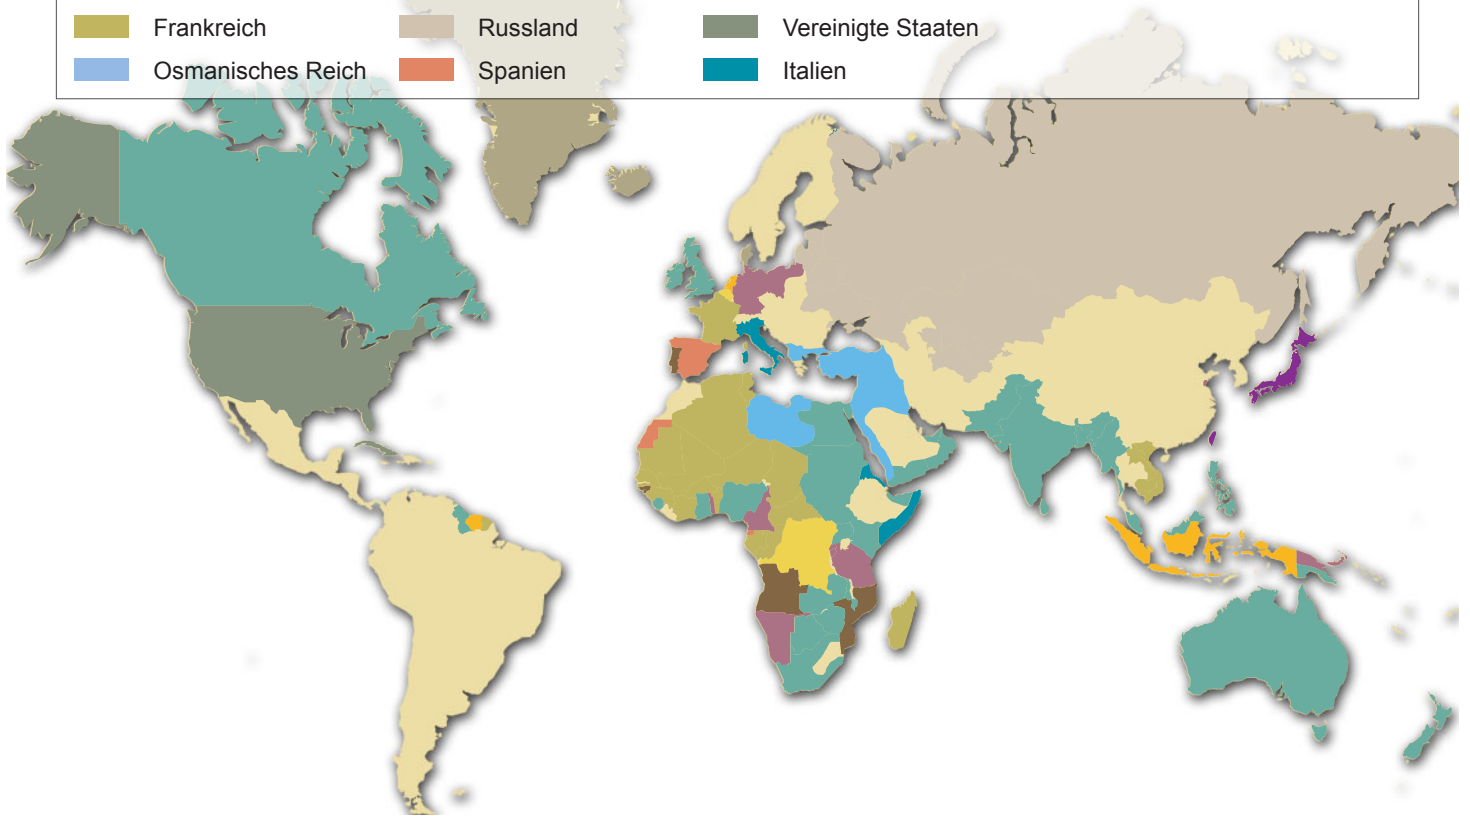 Frankreich Russland Vereinigte Staaten
Osmanisches Reich Spanien Italien